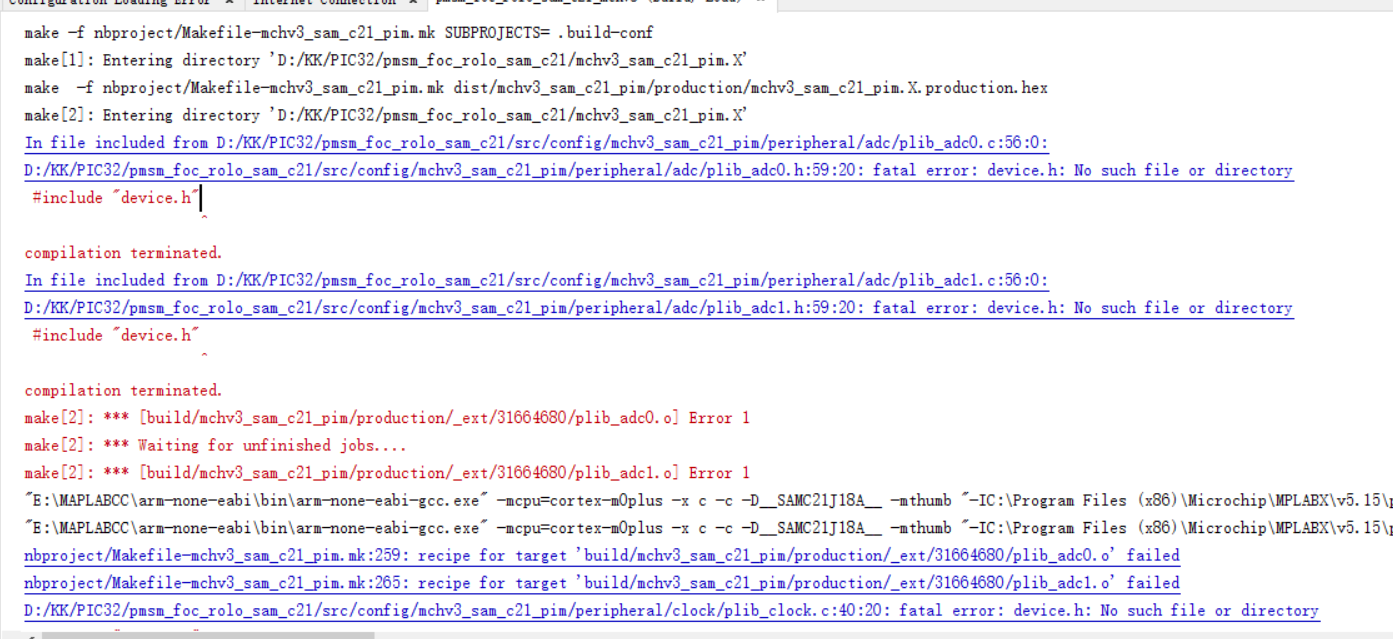 make -f nbproject/Makefile-mchv3_sam_c21_pim.mk SUBPROJECTS= .build-conf
make[1]: Entering directory 'D:/KK/PIC32/pmsm_foc_rolo_sam_c21/mchv3_sam_c21_pim.X'
make  -f nbproject/Makefile-mchv3_sam_c21_pim.mk dist/mchv3_sam_c21_pim/production/mchv3_sam_c21_pim.X.production.hex
make[2]: Entering directory 'D:/KK/PIC32/pmsm_foc_rolo_sam_c21/mchv3_sam_c21_pim.X'
In file included from D:/KK/PIC32/pmsm_foc_rolo_sam_c21/src/config/mchv3_sam_c21_pim/peripheral/adc/plib_adc0.c:56:0:
D:/KK/PIC32/pmsm_foc_rolo_sam_c21/src/config/mchv3_sam_c21_pim/peripheral/adc/plib_adc0.h:59:20: fatal error: device.h: No such file or directory
#include "device.h"
^
compilation terminated.
In file included from D:/KK/PIC32/pmsm_foc_rolo_sam_c21/src/config/mchv3_sam_c21_pim/peripheral/adc/plib_adc1.c:56:0:
D:/KK/PIC32/pmsm_foc_rolo_sam_c21/src/config/mchv3_sam_c21_pim/peripheral/adc/plib_adc1.h:59:20: fatal error: device.h: No such file or directory
#include "device.h"
^
compilation terminated.
make[2]: *** [build/mchv3_sam_c21_pim/production/_ext/31664680/plib_adc0.o] Error 1
make[2]: *** Waiting for unfinished jobs....
make[2]: *** [build/mchv3_sam_c21_pim/production/_ext/31664680/plib_adc1.o] Error 1
"E:\MAPLABCC\arm-none-eabi\bin\arm-none-eabi-gcc.exe" -mcpu=cortex-m0plus -x c -c -D__SAMC21J18A__ -mthumb "-IC:\Program Files (x86)\Microchip\MPLABX\v5.15\
"E:\MAPLABCC\arm-none-eabi\bin\arm-none-eabi-gcc.exe" -mcpu=cortex-m0plus -x c -c -D__SAMC21J18A__ -mthumb "-IC:\Program Files (x86)\Microchip\MPLABX\v5.15\
nbproject/Makefile-mchv3_sam_c21_pim.mk:259: recipe for target 'build/mchv3_sam_c21_pim/production/_ext/31664680/plib_adc0.o' failed
nbproject/Makefile-mchv3_sam_c21_pim.mk:265: recipe for target 'build/mchv3_sam_c21_pim/production/_ext/31664680/plib_adc1.o' failed
D:/KK/PIC32/pmsm_foc_rolo_sam_c21/src/config/mchv3_sam_c21_pim/peripheral/clock/plib_clock.c:40:20: fatal error: device.h: No such file or directory